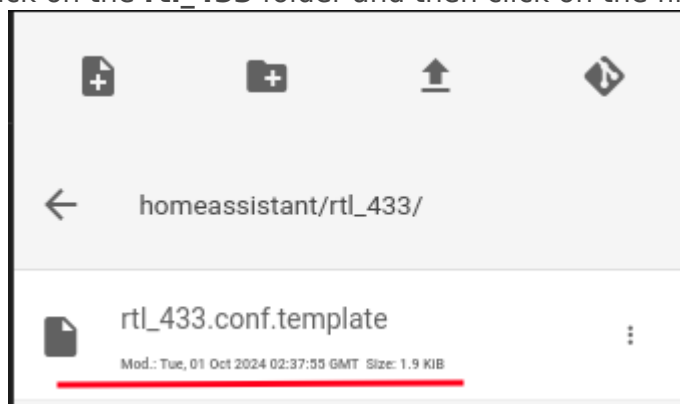 homeassistant/rtl_433/
rtl_433.conf.template
Mod.: Tue, 01 Oct 2024 02:37:55 GMT Size: 1.9 KiB